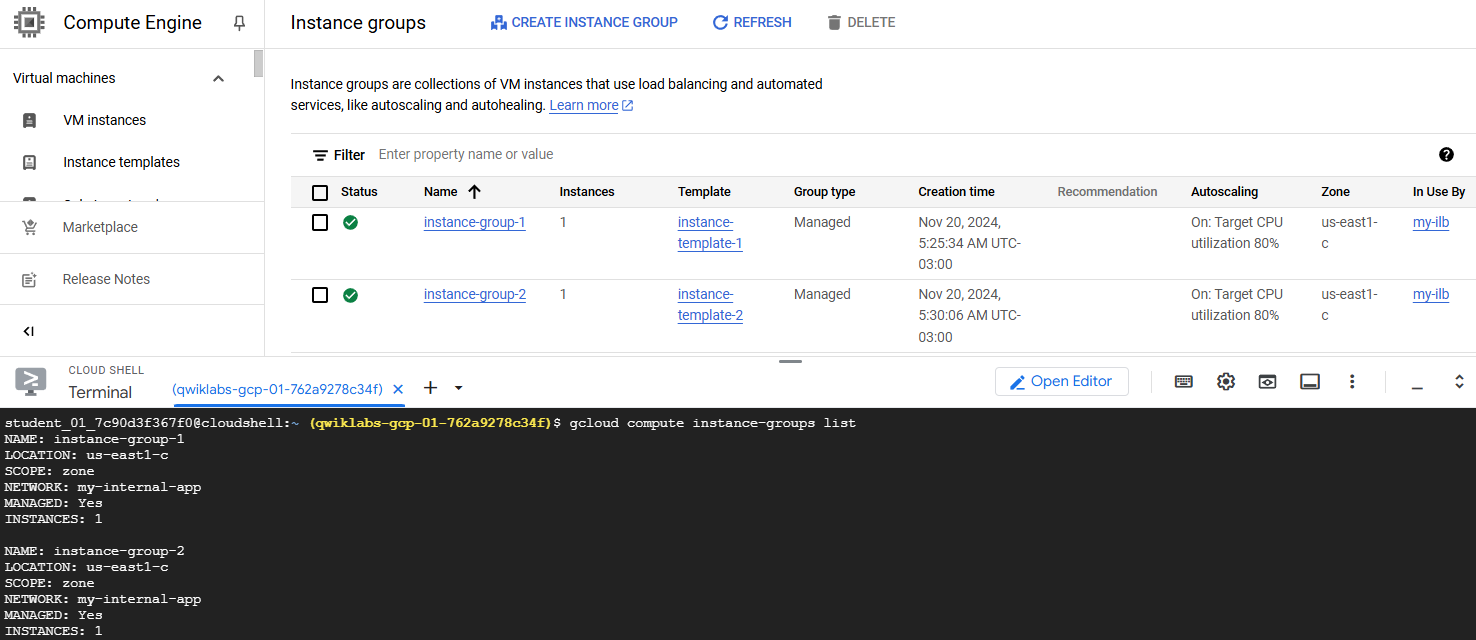 Compute Engine
Instance groups
CREATE INSTANCE GROUP
REFRESH
DELETE
Virtual machines
VM instances
Instance templates
Marketplace
Release Notes
Instance groups are collections of VM instances that use load balancing and automated
services, like autoscaling and autohealing. Learn more
Filter Enter property name or value
Status Name Instances Template Group type Creation time Recommendation Autoscaling Zone In Use By
instance-group-1 1 instance- Managed Nov 20, 2024, On: Target CPU us-east1- my-ilb
template-1 5:25:34 AM UTC- utilization 80% c
03:00
instance-group-2 1 instance- Managed Nov 20, 2024, On: Target CPU us-east1- my-ilb
template-2 5:30:06 AM UTC- utilization 80% c
03:00
CLOUD SHELL
Terminal
(qwiklabs-gcp-01-762a9278c34f)
Open Editor
student_01_7c90d3f367f0@cloudshell:~ (qwiklabs-gcp-01-762a9278c34f)$ gcloud compute instance-groups list
NAME: instance-group-1
LOCATION: us-east1-c
SCOPE: zone
NETWORK: my-internal-app
MANAGED: Yes
INSTANCES: 1
NAME: instance-group-2
LOCATION: us-east1-c
SCOPE: zone
NETWORK: my-internal-app
MANAGED: Yes
INSTANCES: 1